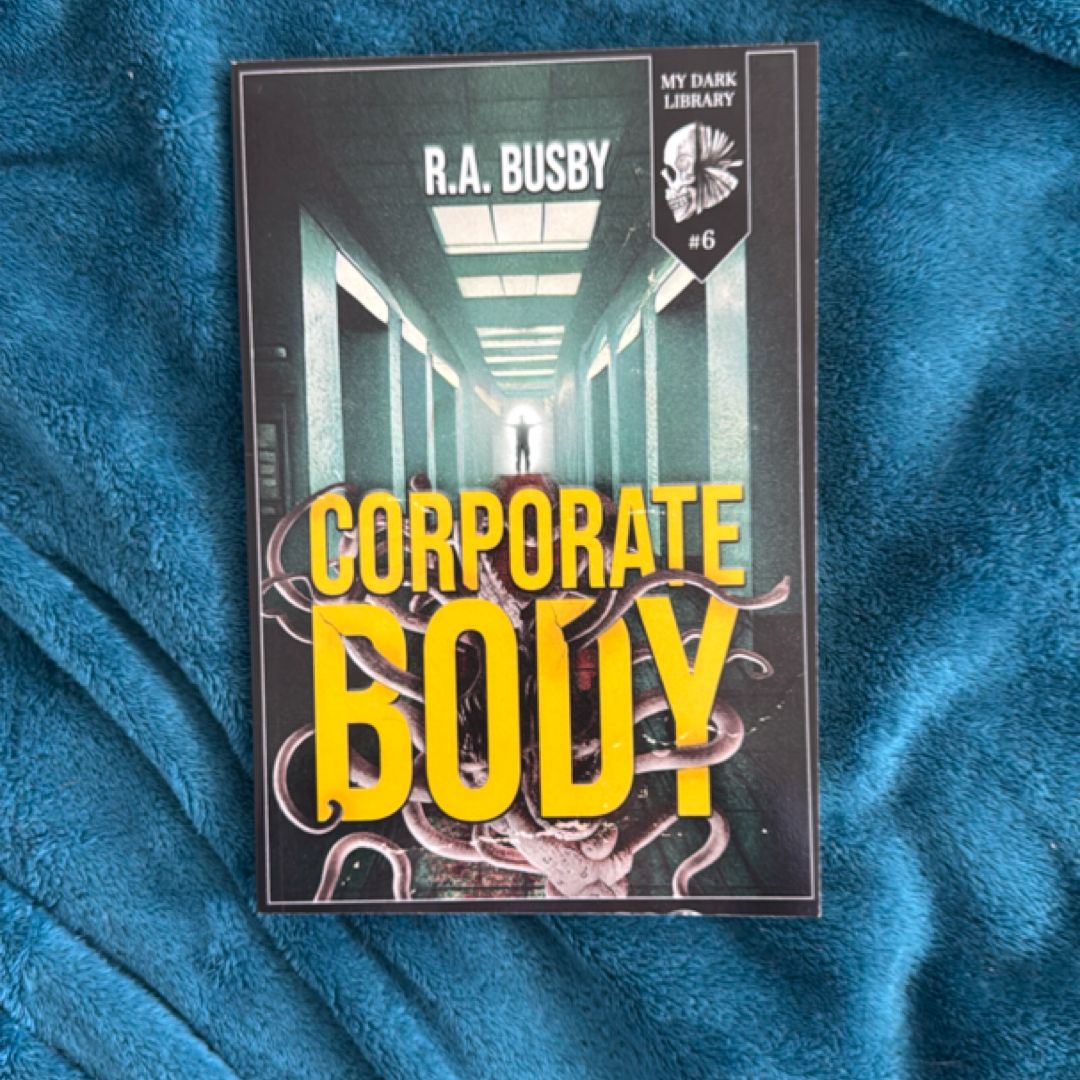 MY DARK
LIBRARY
#6
R.A. BUSBY
CORPORATE
BODY